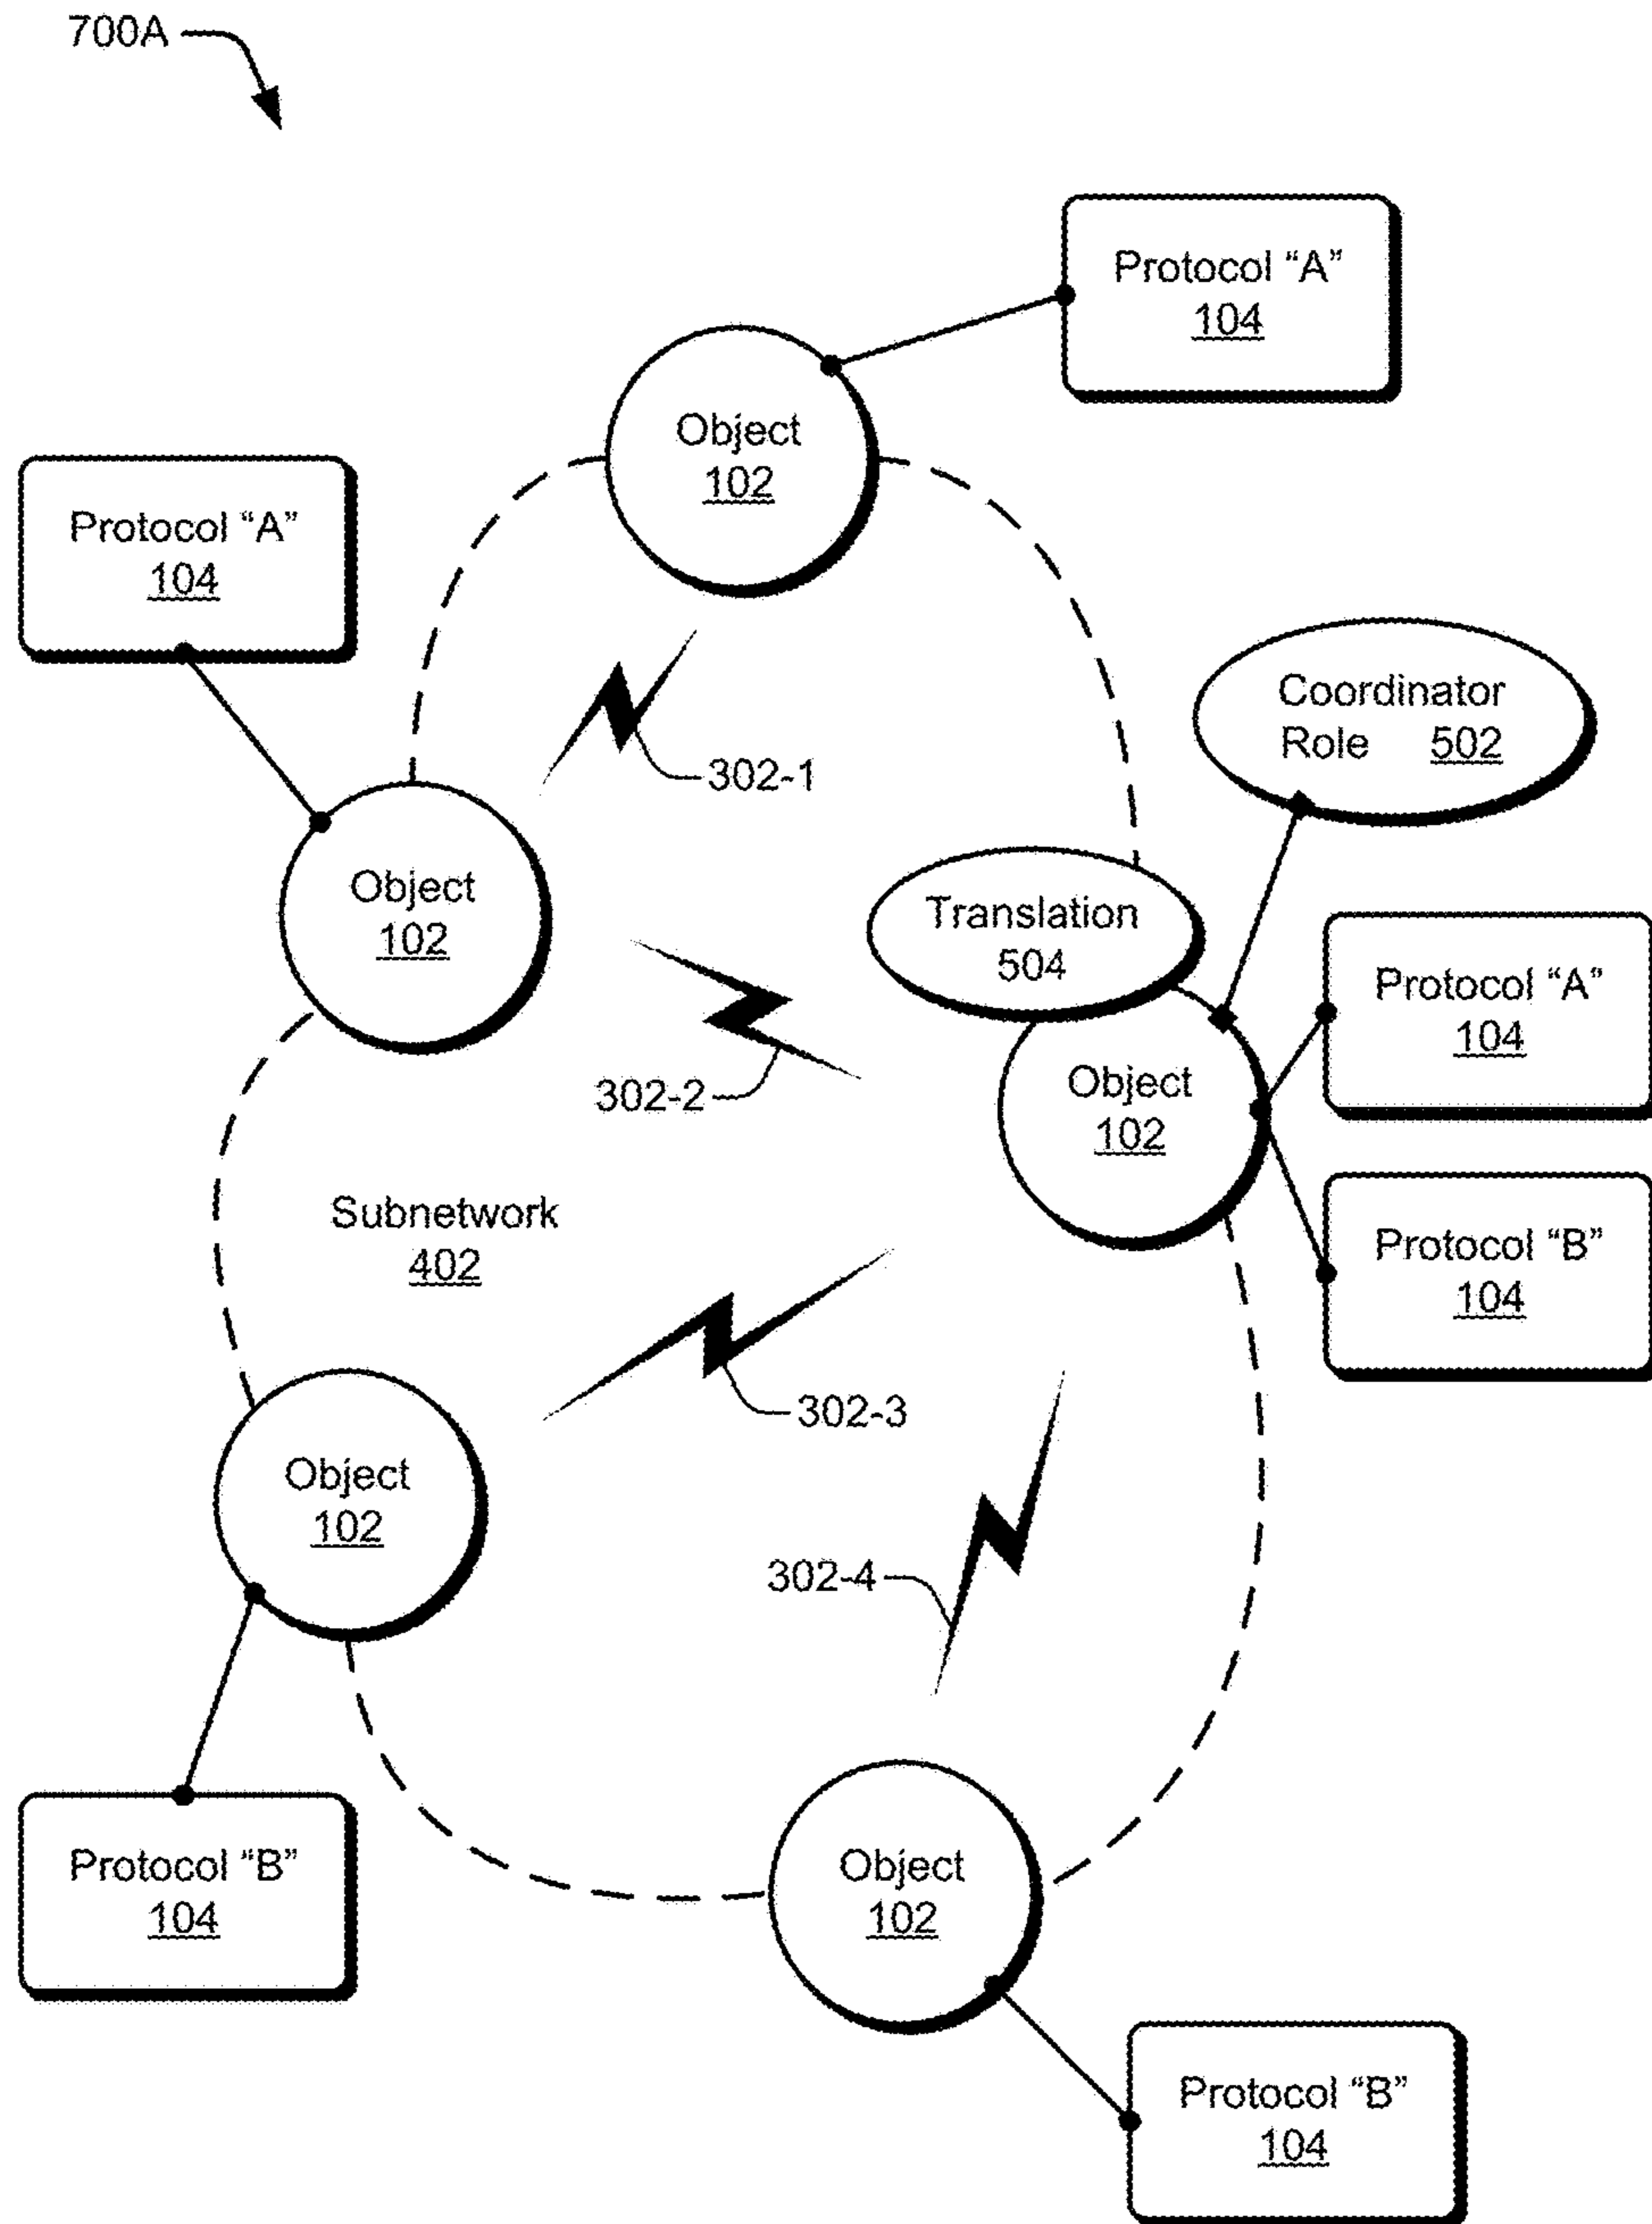 700A
Protocol “A”
104
Object
102
Protocol “A”
104
Coordinator
Role 502
302-1
Object
102
Translation
504
Protocol “A”
104
302-2
Object
102
Subnetwork
402
Protocol “B”
104
302-3
Object
102
302-4
Protocol “B”
104
Object
102
Protocol “B”
104